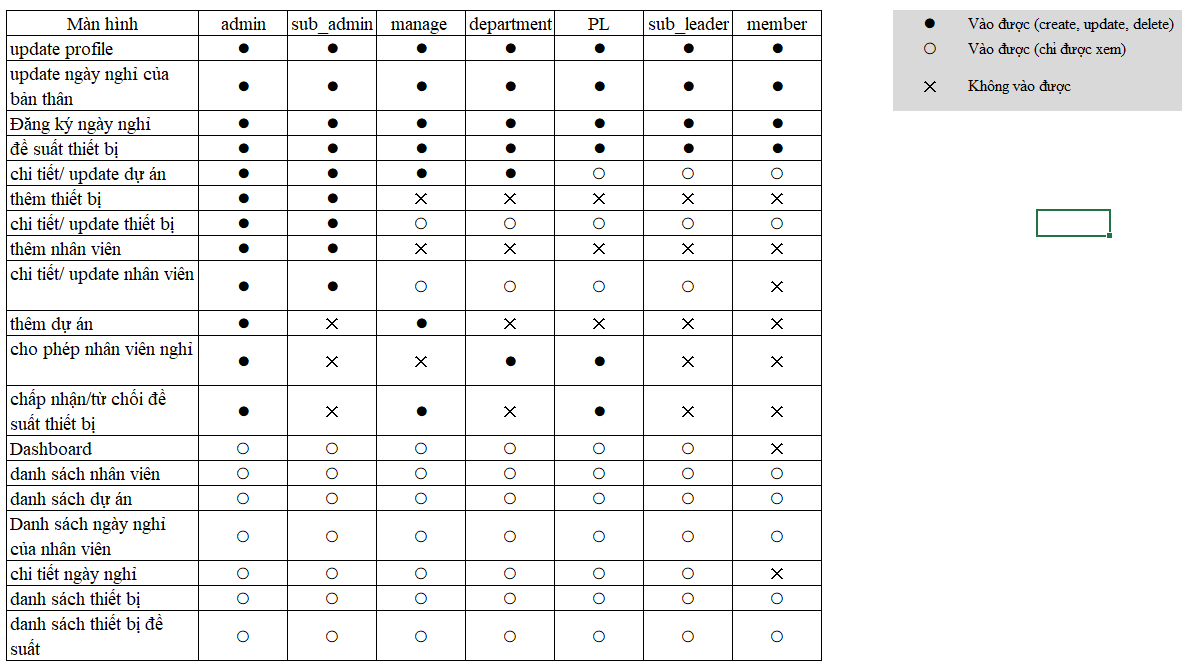 Màn hình admin sub_admin manage department PL sub_leader member
update profile ● ● ● ● ● ● ●
update ngày nghỉ của
bản thân ● ● ● ● ● ● ●
Đăng ký ngày nghỉ ● ● ● ● ● ● ●
đề suất thiết bị ● ● ● ● ● ● ●
chi tiết/ update dự án ● ● ● ● ○ ○ ○
thêm thiết bị ● ● × × × × ×
chi tiết/ update thiết bị ● ● ○ ○ ○ ○ ○
thêm nhân viên ● ● × × × × ×
chi tiết/ update nhân viên ● ● ○ ○ ○ ○ ×
thêm dự án ● × ● × × × ×
cho phép nhân viên nghỉ ● × × ● ● × ×
chấp nhận/từ chối đề
suất thiết bị ● × ● × ● × ×
Dashboard ○ ○ ○ ○ ○ ○ ×
danh sách nhân viên ○ ○ ○ ○ ○ ○ ○
danh sách dự án ○ ○ ○ ○ ○ ○ ○
Danh sách ngày nghỉ
của nhân viên ○ ○ ○ ○ ○ ○ ○
chi tiết ngày nghỉ ○ ○ ○ ○ ○ ○ ×
danh sách thiết bị ○ ○ ○ ○ ○ ○ ○
danh sách thiết bị đề
suất ○ ○ ○ ○ ○ ○ ○
● Vào được (create, update, delete)
○ Vào được (chỉ được xem)
× Không vào được